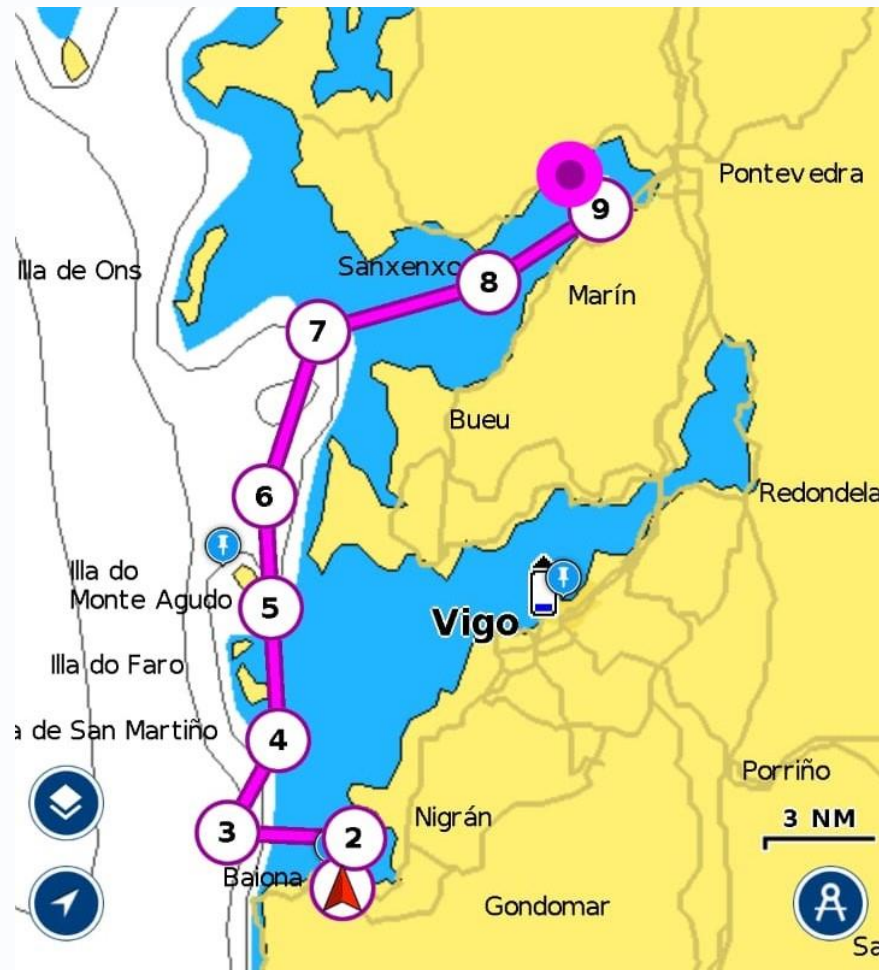 Pontevedra
9
Illa de Ons
Sanxenxo
8
Marín
7
Bueu
6
Redondela
Illa do
Monte Agudo
5
Vigo
Illa do Faro
a de San Martiño
4
Porriño
3 NM
Nigrán
3
2
Baiona
Gondomar
Sa